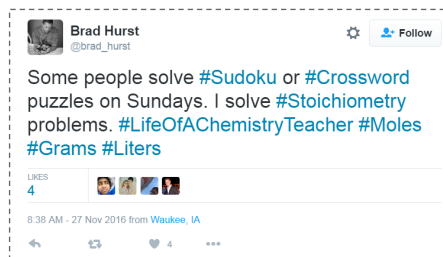 Brad Hurst
@brad_hurst
Follow
Some people solve #Sudoku or #Crossword
puzzles on Sundays. I solve #Stoichiometry
problems. #LifeOfAChemistryTeacher #Moles
#Grams #Liters
LIKES
4
8:38 AM - 27 Nov 2016 from Waukee, IA
4